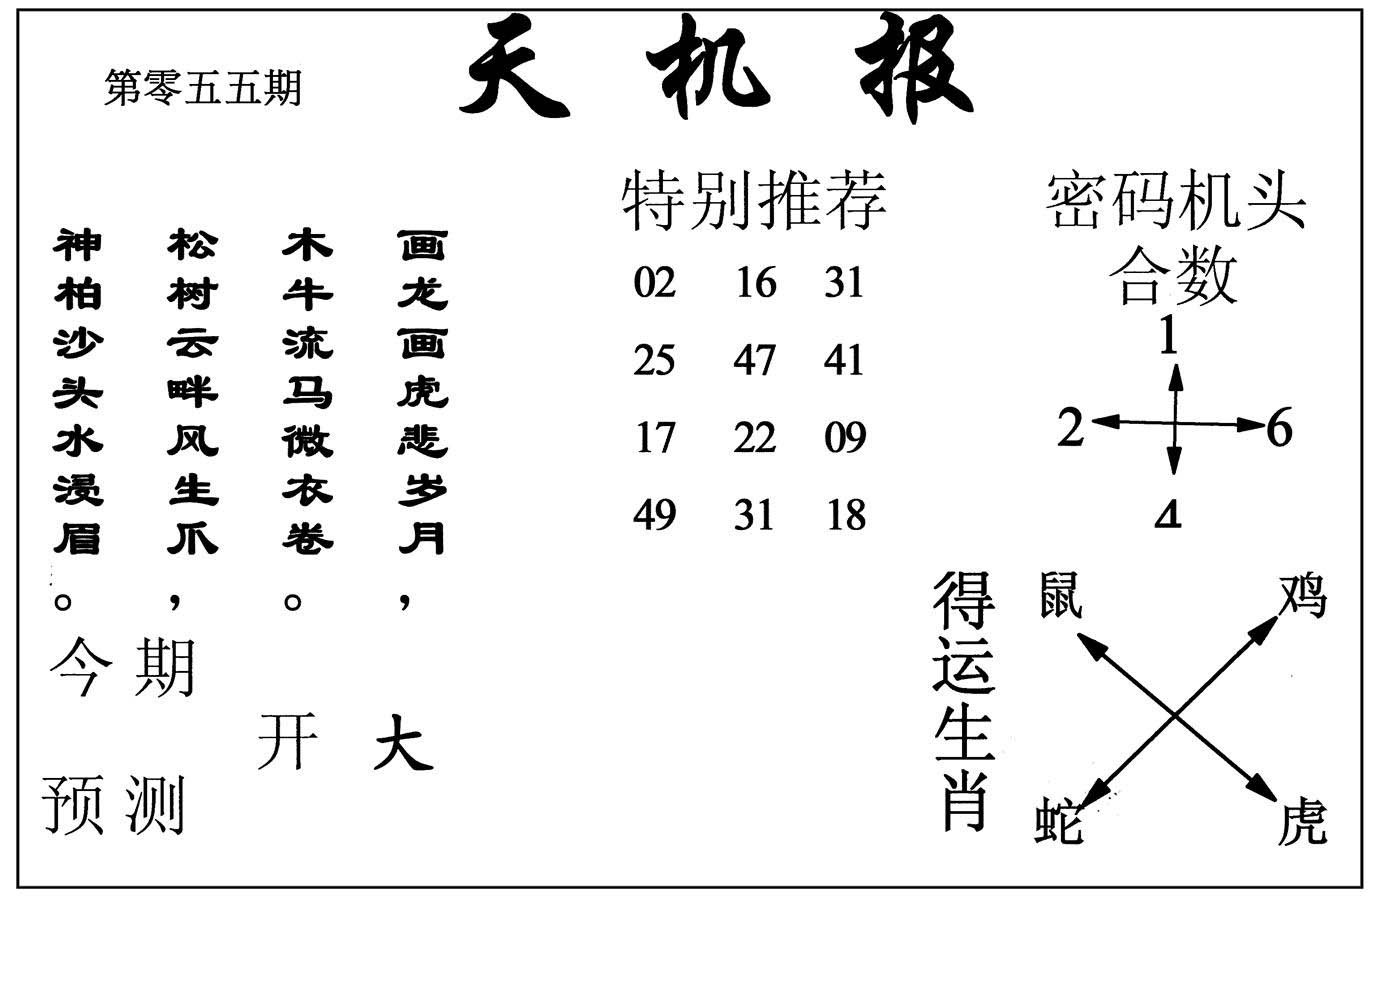 天机报
第零五五期
画龙画虎悲岁月，
木牛流马微衣卷。
松树云畔风生爪，
神柏沙头水漫眉。
今期
开 大
预测
特别推荐
02 16 31
25 47 41
17 22 09
49 31 18
密码机头
合数
1
2 6
4
得运生肖
鼠 鸡
蛇 虎